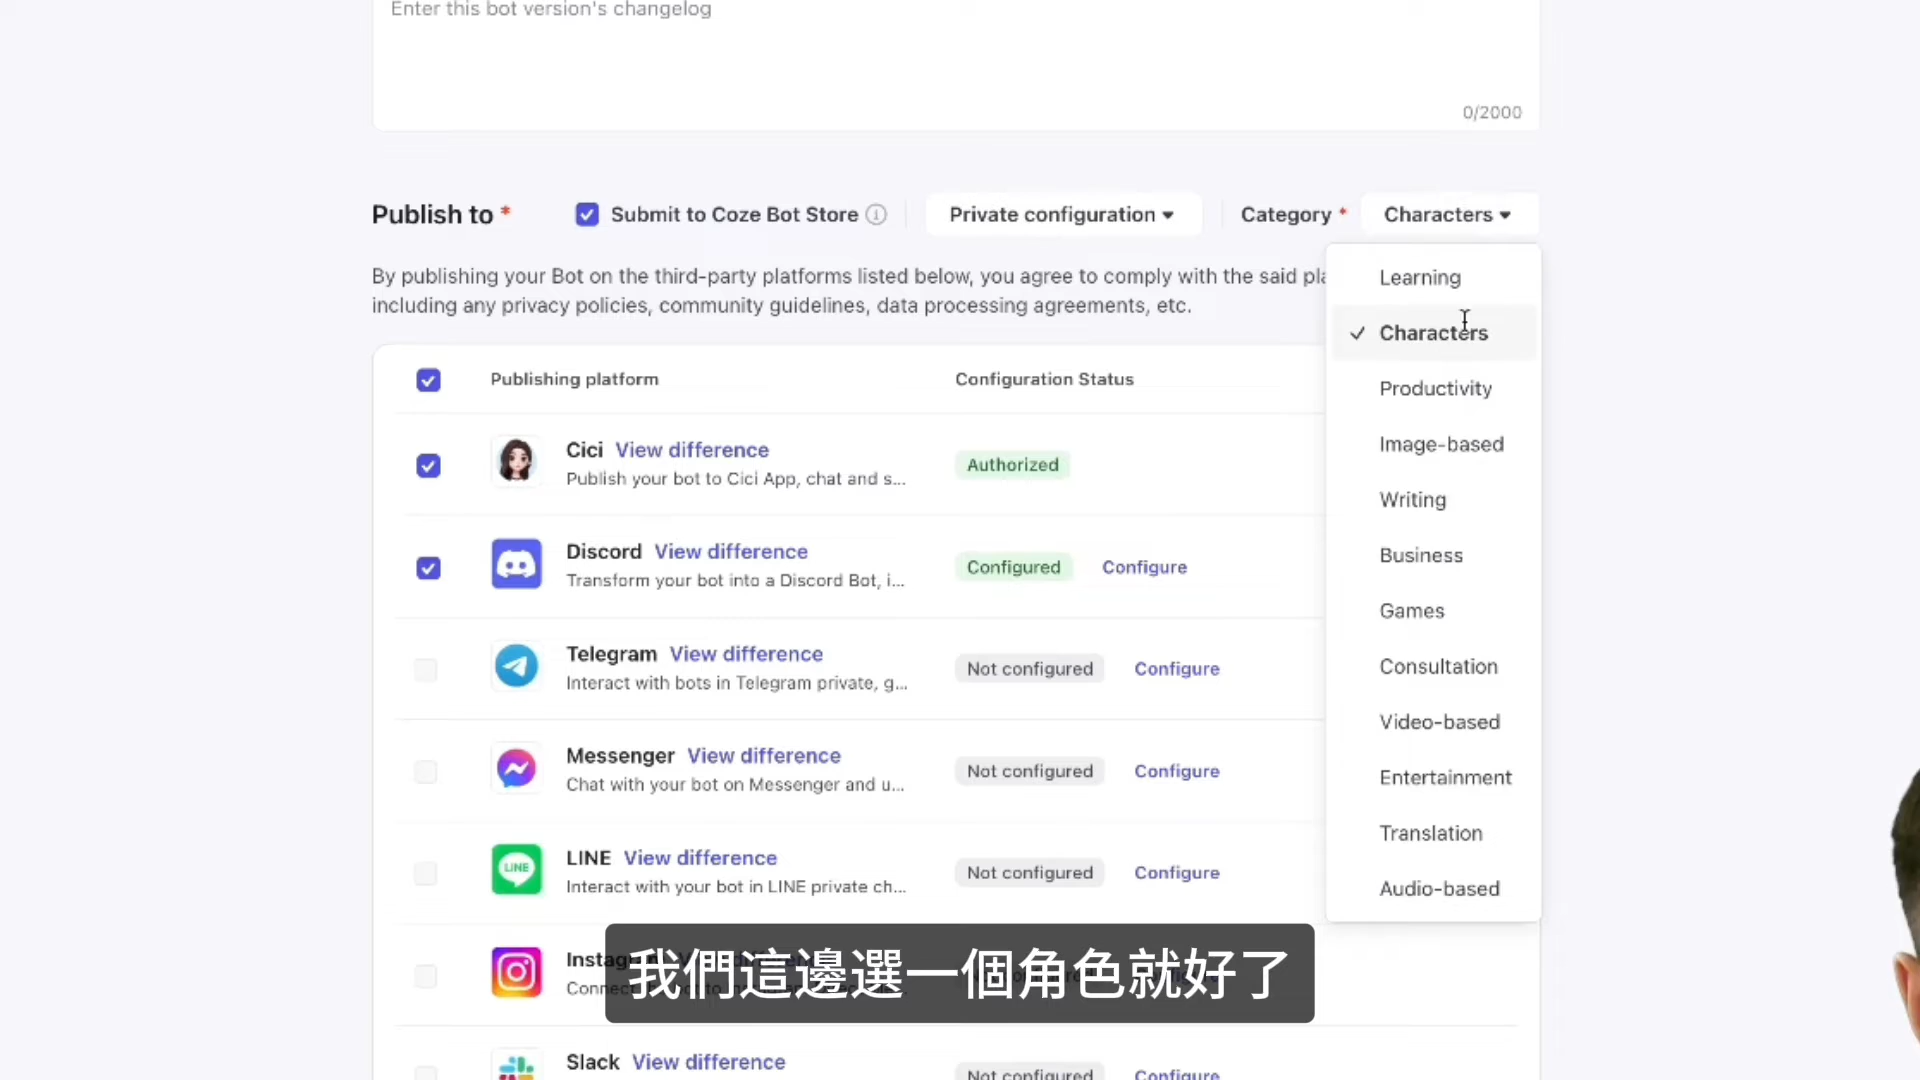 Enter this bot version's changelog
0/2000
Publish to * Submit to Coze Bot Store Private configuration Category * Characters
By publishing your Bot on the third-party platforms listed below, you agree to comply with the said
including any privacy policies, community guidelines, data processing agreements, etc.
Learning
Characters
Productivity
Image-based
Writing
Business
Games
Consultation
Video-based
Entertainment
Translation
Audio-based
Publishing platform Configuration Status
Cici View difference
Publish your bot to Cici App, chat and s...
Authorized
Discord View difference
Transform your bot into a Discord Bot, i...
Configured Configure
Telegram View difference
Interact with bots in Telegram private, g...
Not configured Configure
Messenger View difference
Chat with your bot on Messenger and u...
Not configured Configure
LINE
LINE View difference
Interact with your bot in LINE private ch...
Not configured Configure
我們這邊選一個角色就好了
Slack View difference
Not configured Configure